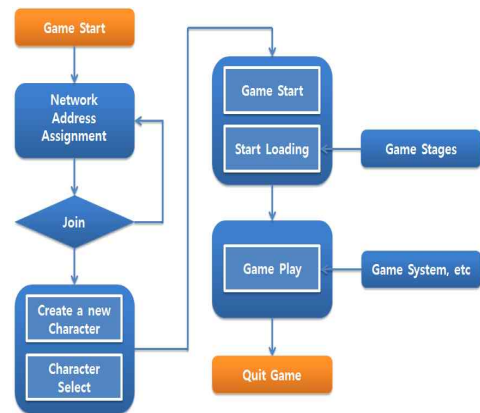 Game Start
Network
Address
Assignment
Join
Create a new
Character
Character
Select
Game Start
Start Loading
Game Stages
Game Play
Game System, etc
Quit Game